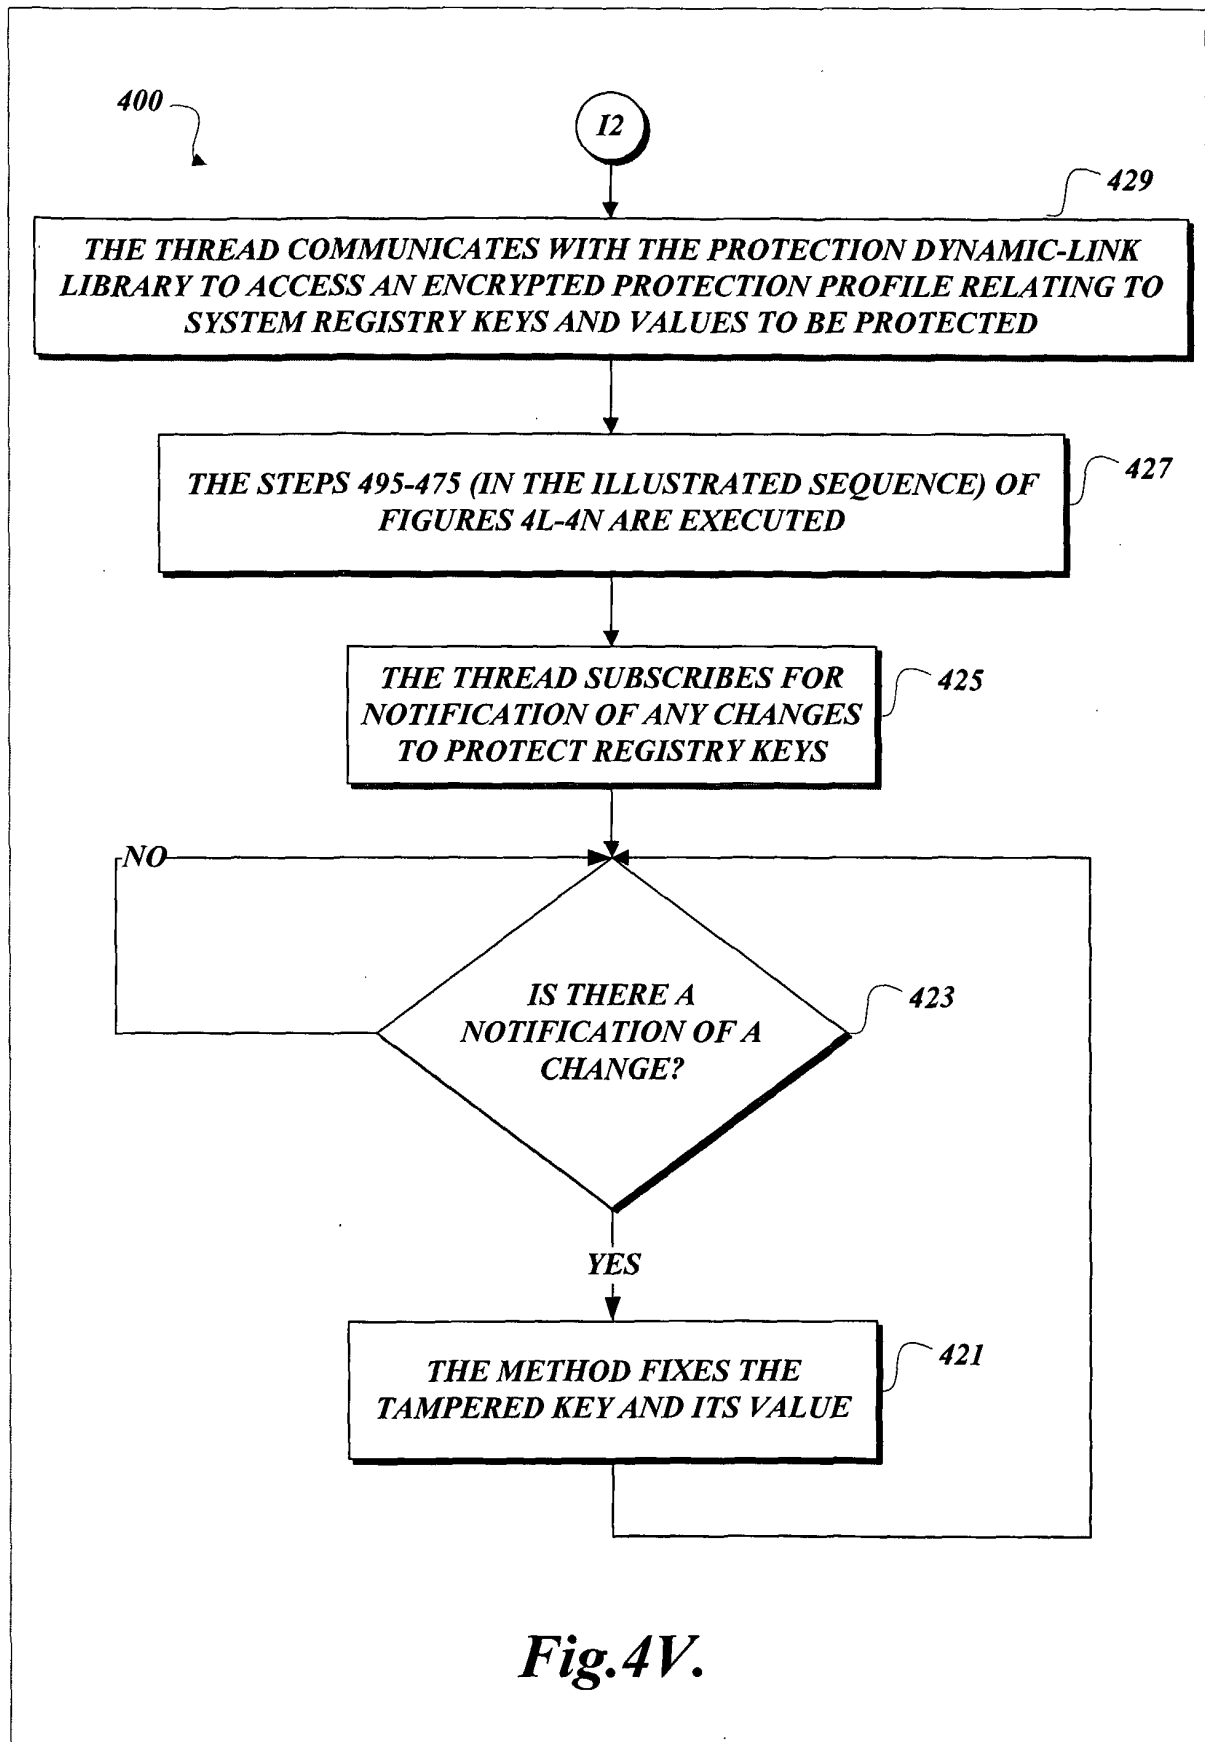 400
I2
429
THE THREAD COMMUNICATES WITH THE PROTECTION DYNAMIC-LINK
LIBRARY TO ACCESS AN ENCRYPTED PROTECTION PROFILE RELATING TO
SYSTEM REGISTRY KEYS AND VALUES TO BE PROTECTED
THE STEPS 495-475 (IN THE ILLUSTRATED SEQUENCE) OF
FIGURES 4L-4N ARE EXECUTED
427
THE THREAD SUBSCRIBES FOR
NOTIFICATION OF ANY CHANGES
TO PROTECT REGISTRY KEYS
425
NO
IS THERE A
NOTIFICATION OF A
CHANGE?
423
YES
THE METHOD FIXES THE
TAMPERED KEY AND ITS VALUE
421
Fig.4V.